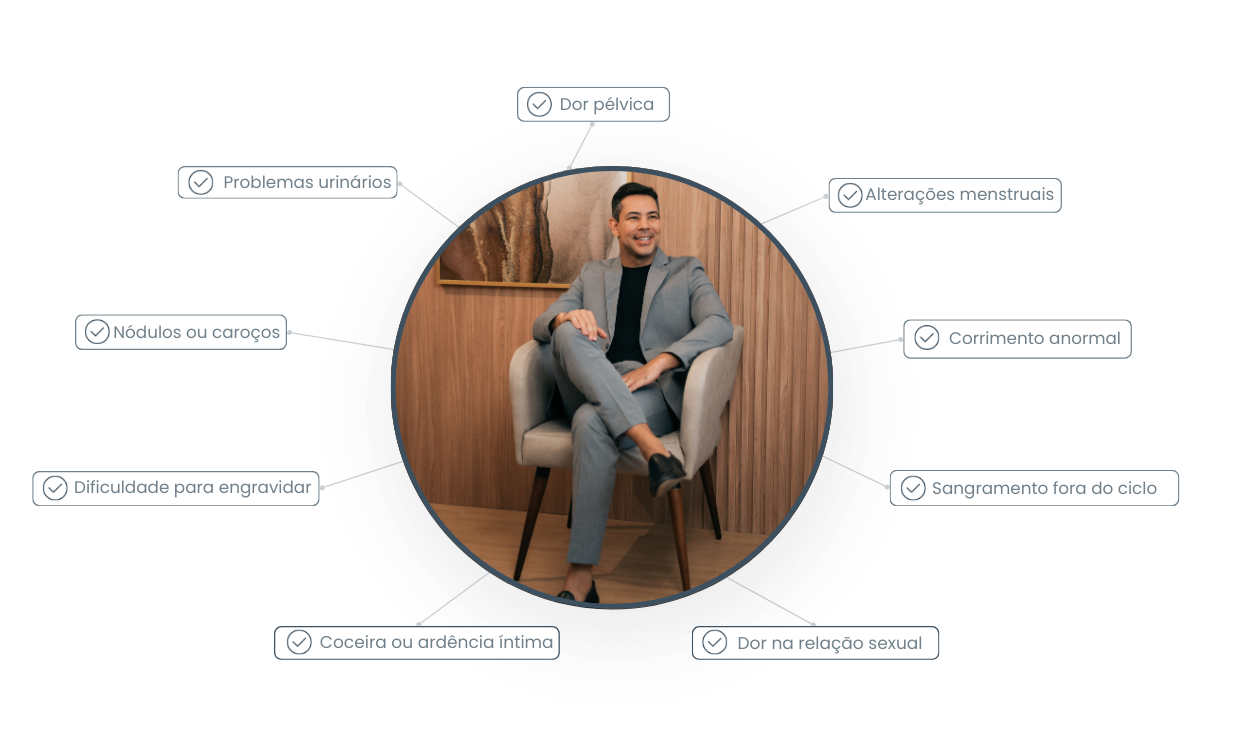 Dor pélvica
Problemas urinários
Alterações menstruais
Nódulos ou caroços
Corrimento anormal
Dificuldade para engravidar
Sangramento fora do ciclo
Coceira ou ardência íntima
Dor na relação sexual